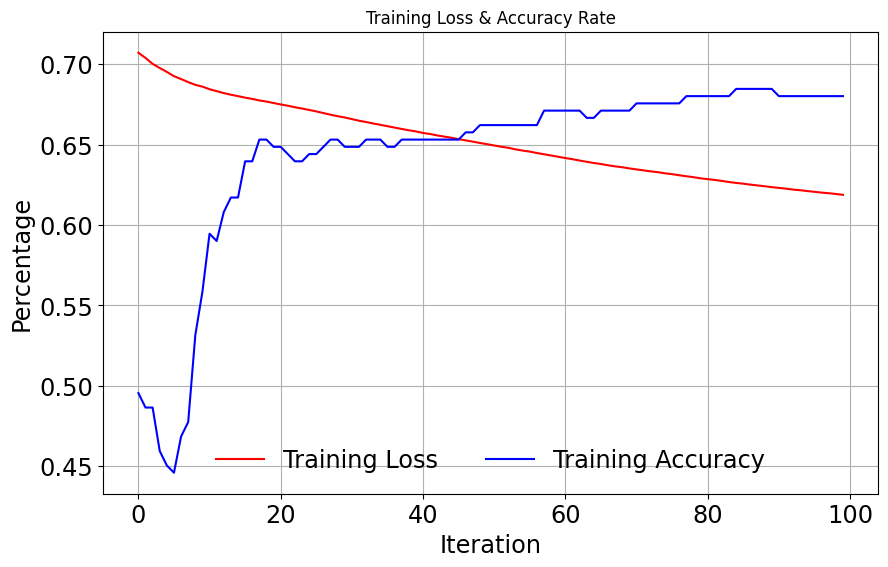 Training Loss & Accuracy Rate
0.70
0.65
0.60
0.55
0.50
0.45
Percentage
Training Loss Training Accuracy
0 20 40 60 80 100
Iteration